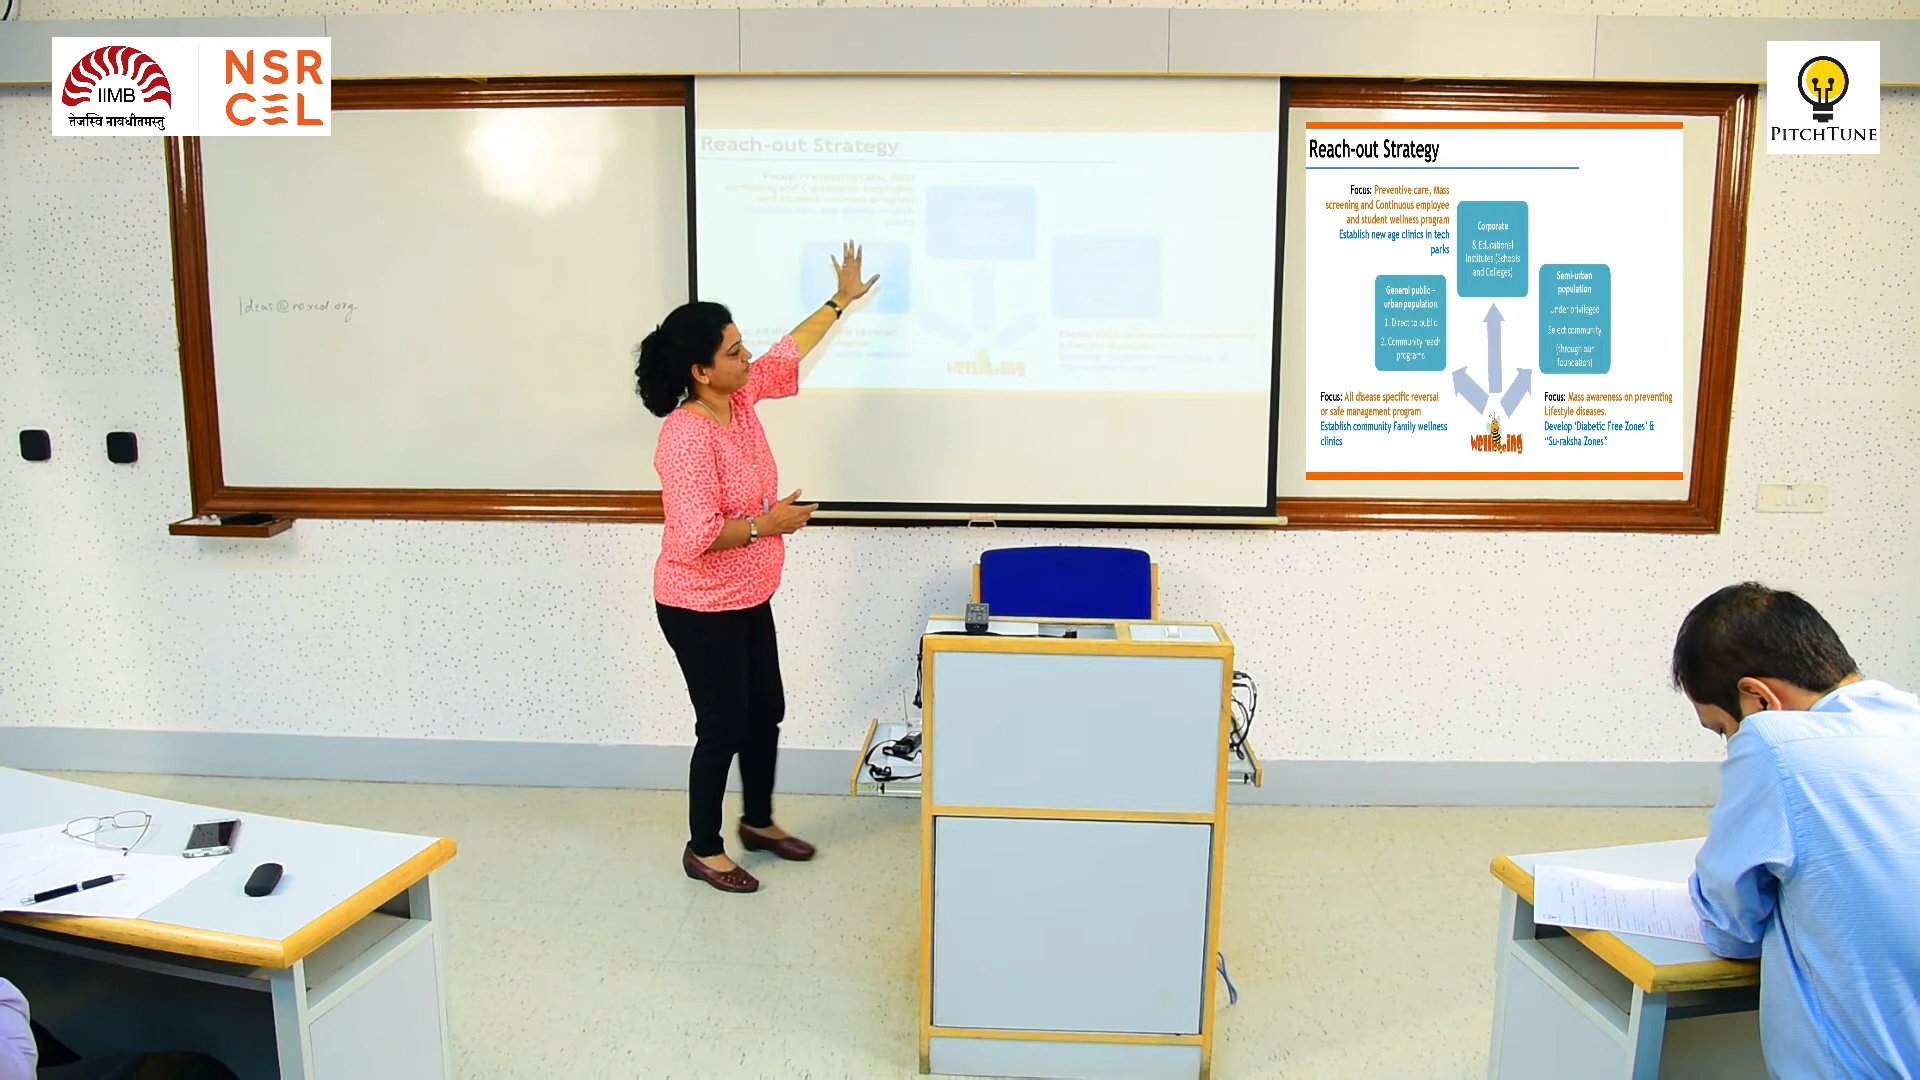 IIMB
तेजस्वि नावधीतमस्तु
NSR
CEL
PITCHTUNE
Reach-out Strategy
Reach-out Strategy
Focus: Preventive care, Mass
screening and Continuous employee
and student wellness program
Establish new age clinics in tech
parks
Corporate
& Educational
Institutes (Schools
and Colleges)
General public –
urban population
1. Direct to public
2. Community reach
programs
Semi-urban
population
Under privileged
Select community
(through our
foundation)
Focus: All disease specific reversal
or safe management program
Establish community Family wellness
clinics
Focus: Mass awareness on preventing
Lifestyle diseases.
Develop 'Diabetic Free Zones' &
"Su-raksha Zones"